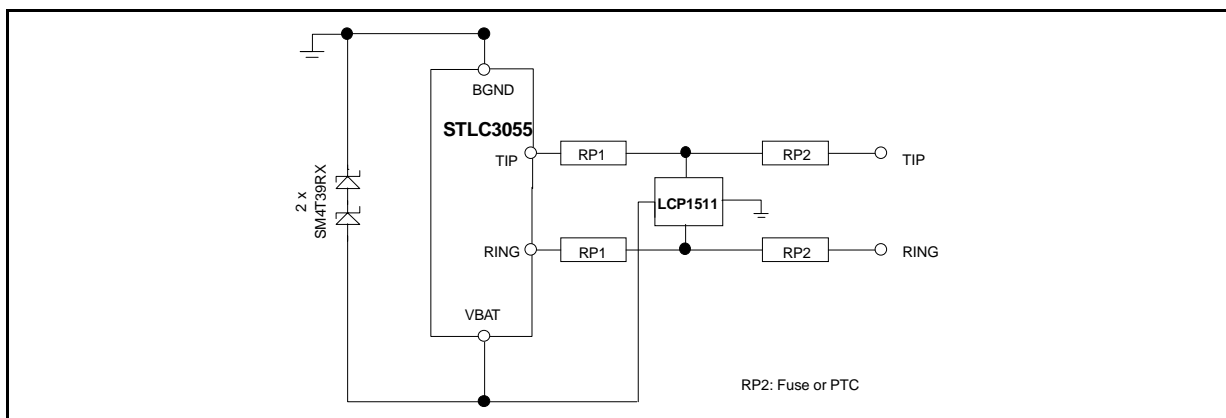 BGND
STLC3055
TIP
RP1
RP2
TIP
2 x
SM4T39RX
LCP1511
RING
RP1
RP2
RING
VBAT
RP2: Fuse or PTC